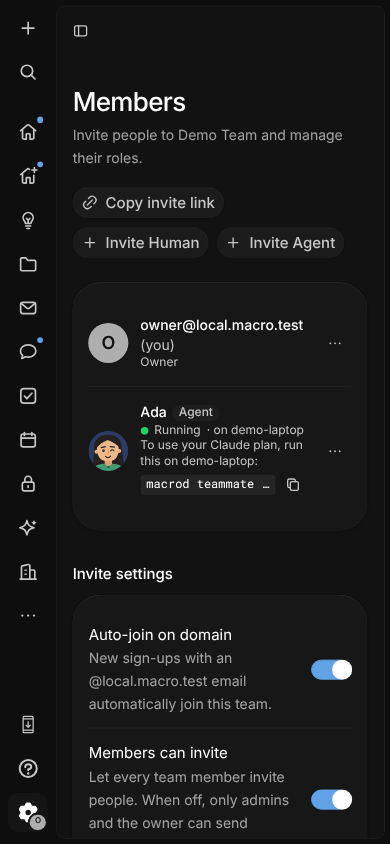 Members
Invite people to Demo Team and manage
their roles.
Copy invite link
+ Invite Human
+ Invite Agent
O
owner@local.macro.test
(you)
Owner
...
Ada Agent
Running · on demo-laptop
To use your Claude plan, run
this on demo-laptop:
macrod teammate …
...
Invite settings
Auto-join on domain
New sign-ups with an
@local.macro.test email
automatically join this team.
Members can invite
Let every team member invite
people. When off, only admins
and the owner can send
O